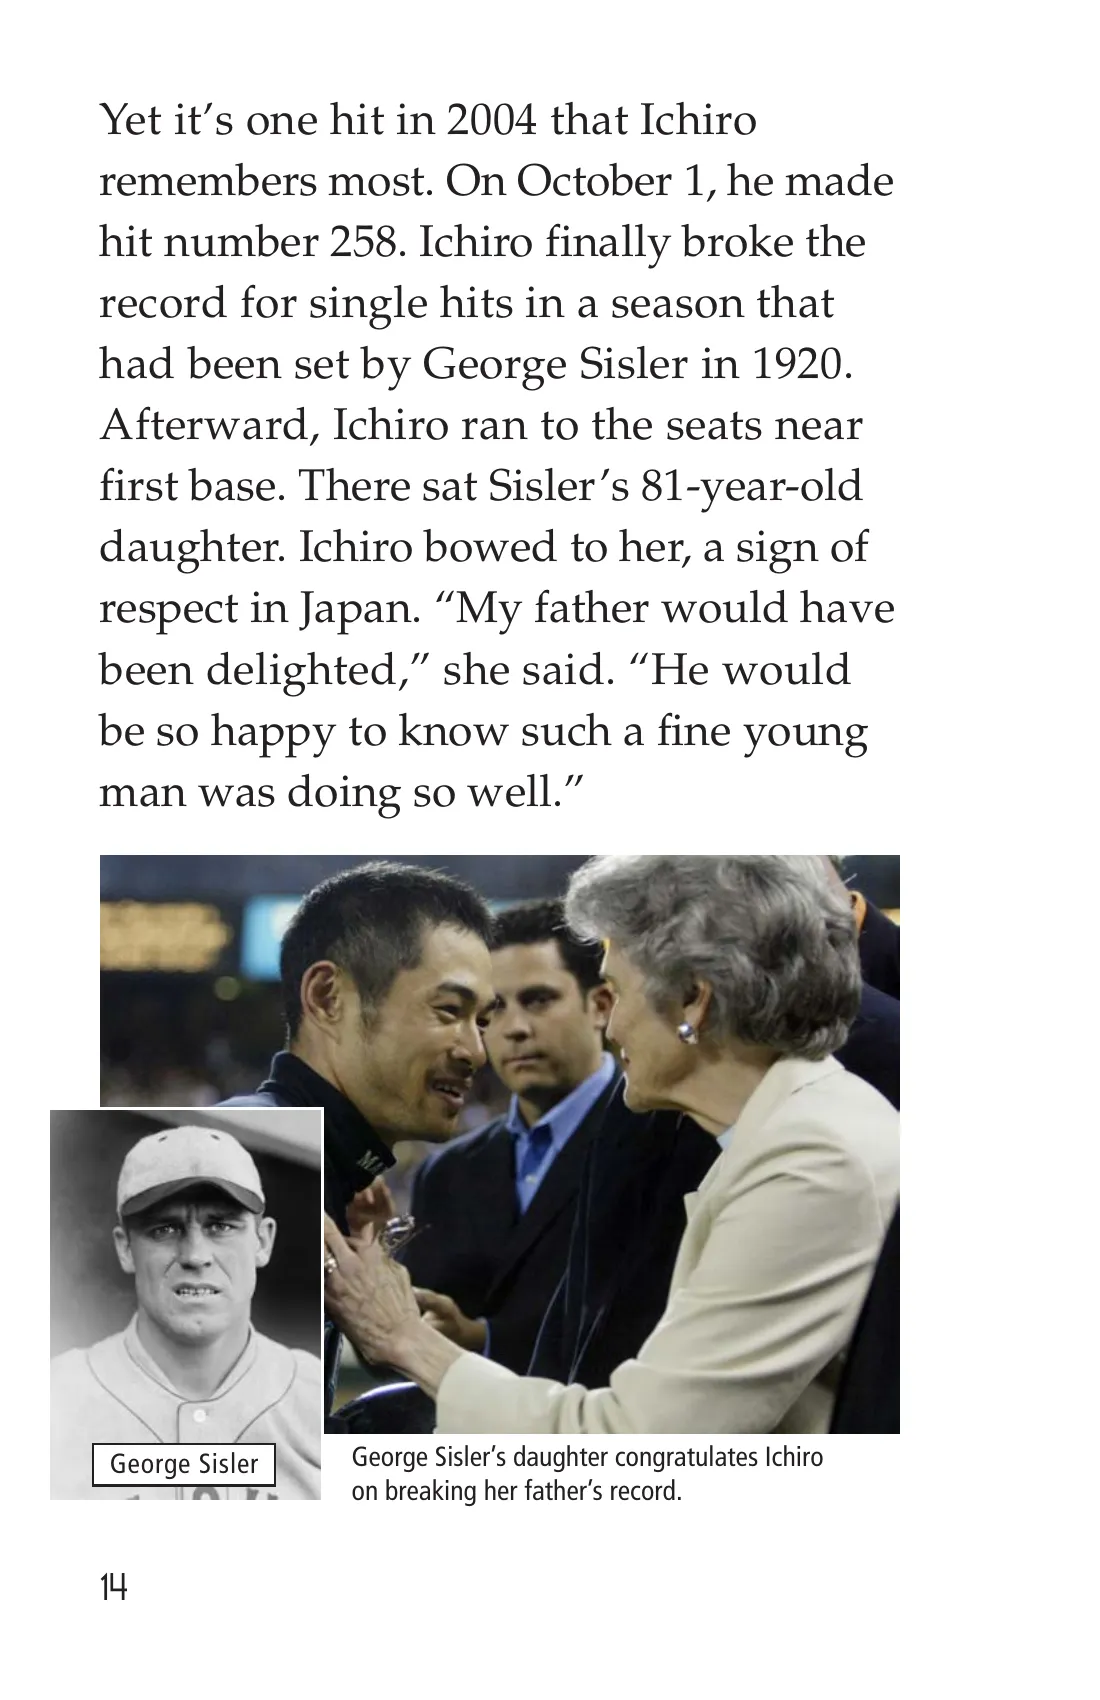 Yet it’s one hit in 2004 that Ichiro
remembers most. On October 1, he made
hit number 258. Ichiro finally broke the
record for single hits in a season that
had been set by George Sisler in 1920.
Afterward, Ichiro ran to the seats near
first base. There sat Sisler’s 81-year-old
daughter. Ichiro bowed to her, a sign of
respect in Japan. “My father would have
been delighted,” she said. “He would
be so happy to know such a fine young
man was doing so well.”
George Sisler
George Sisler’s daughter congratulates Ichiro
on breaking her father’s record.
14